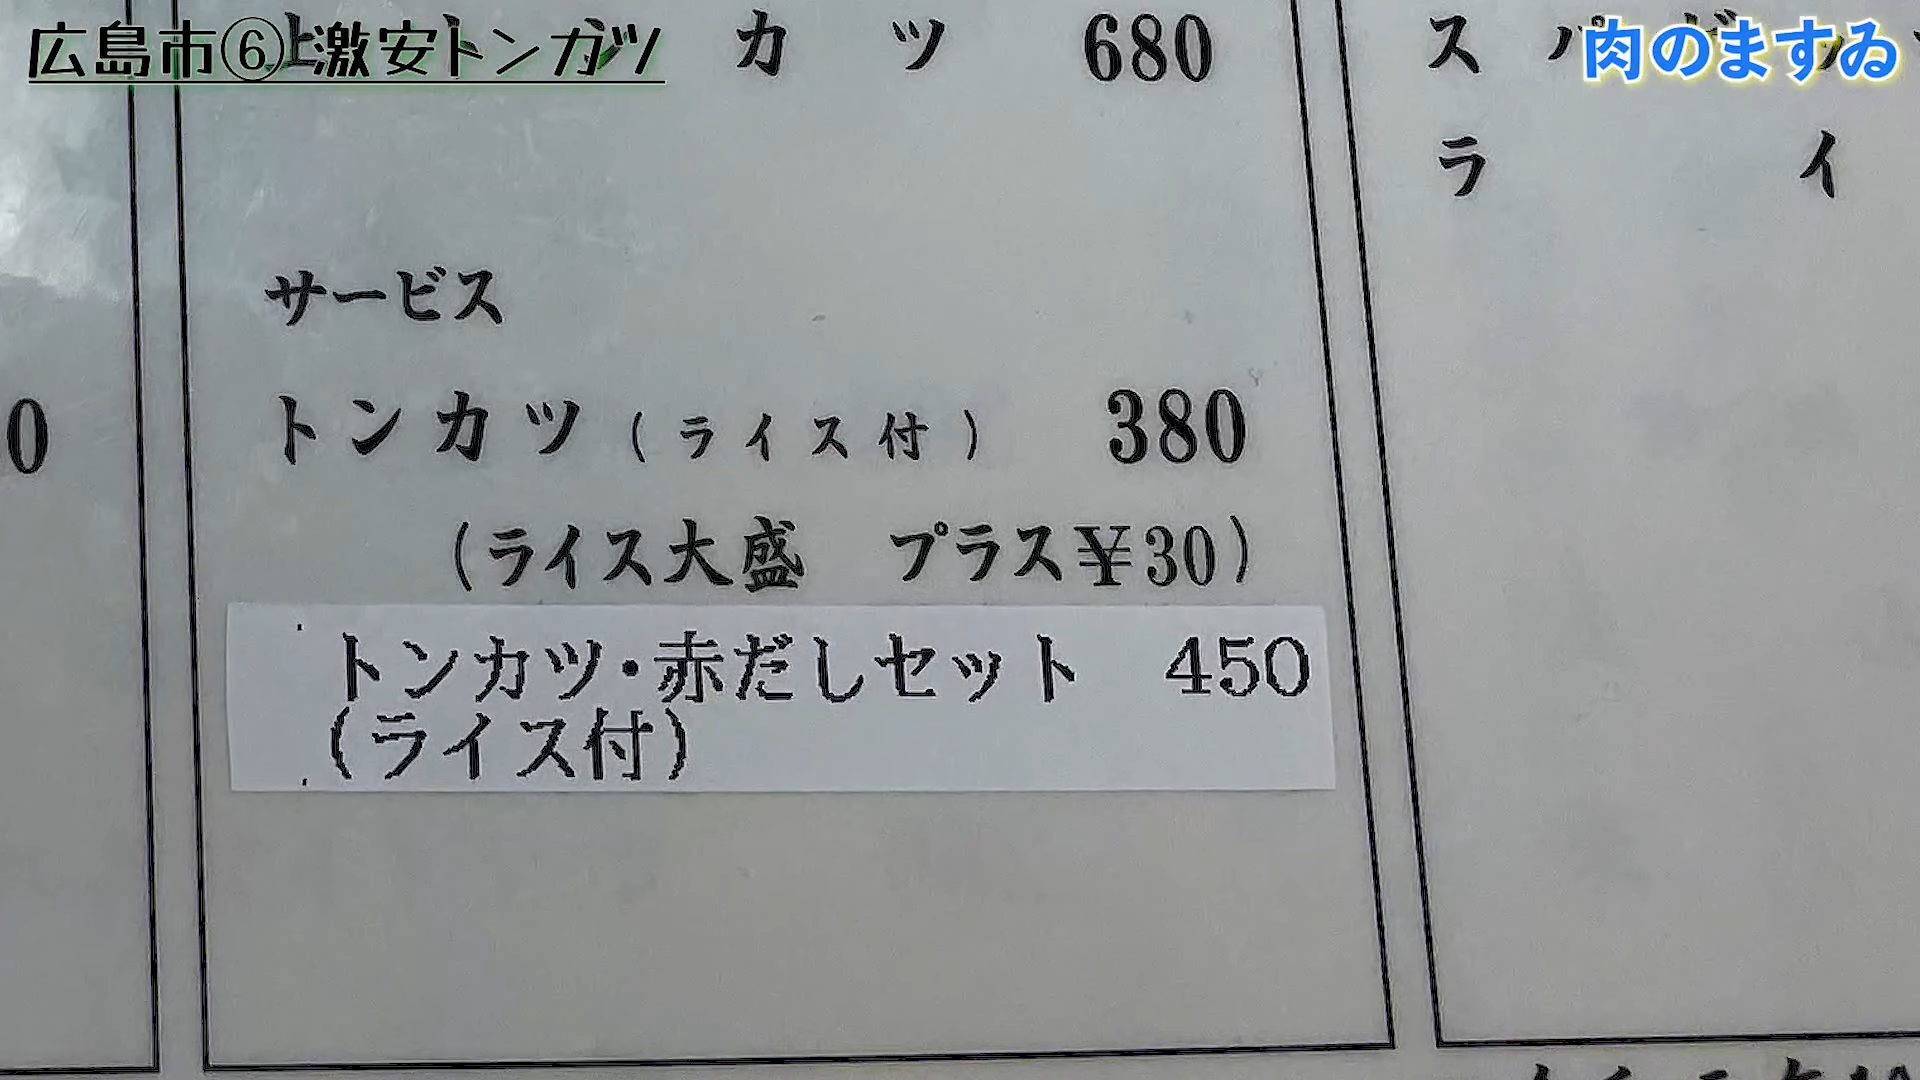 広島市⑥激安トンカツ
肉のますゐ
上 ト ン カ ツ 680
サービス
トンカツ(ライス付) 380
(ライス大盛 プラス¥30)
トンカツ・赤だしセット 450
(ライス付)
0
ラ イ